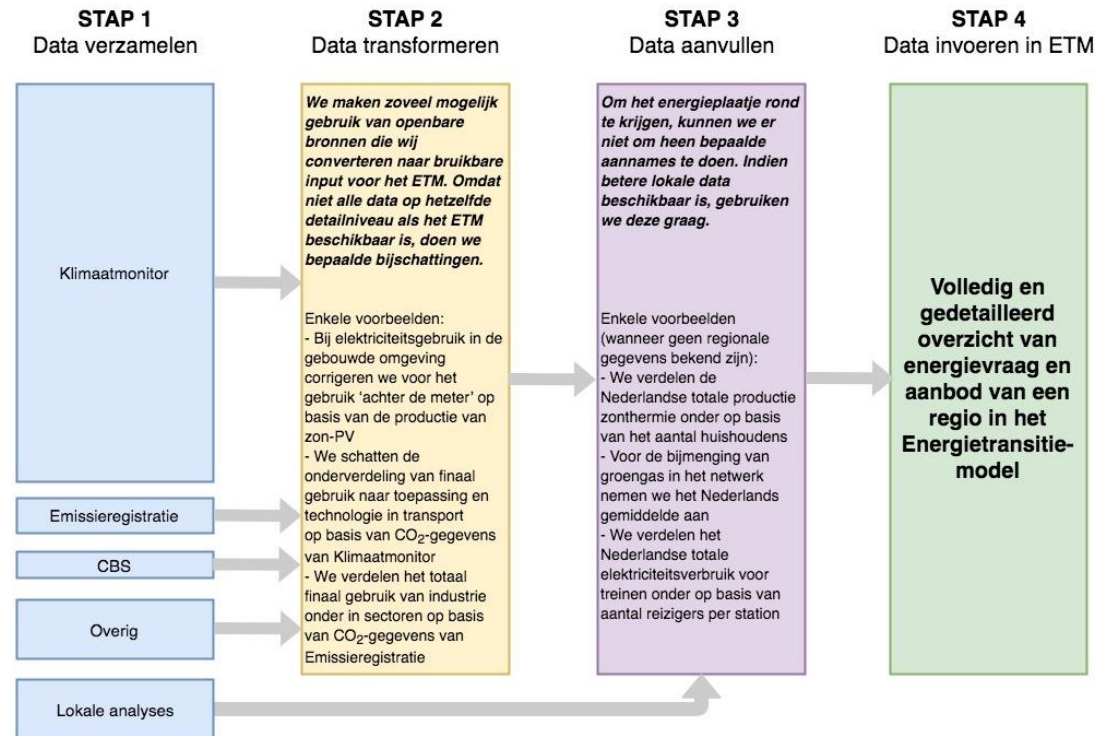 STAP 1
Data verzamelen
STAP 2
Data transformeren
STAP 3
Data aanvullen
STAP 4
Data invoeren in ETM
Klimaatmonitor
Emissieregistratie
CBS
Overig
Lokale analyses
We maken zoveel mogelijk
gebruik van openbare
bronnen die wij
converteren naar bruikbare
input voor het ETM. Omdat
niet alle data op hetzelfde
detailniveau als het ETM
beschikbaar is, doen we
bepaalde bijschattingen.
Enkele voorbeelden:
- Bij elektriciteitsgebruik in de
gebouwde omgeving
corrigeren we voor het
gebruik ‘achter de meter’ op
basis van de productie van
zon-PV
- We schatten de
onderverdeling van finaal
gebruik naar toepassing en
technologie in transport
op basis van CO₂-gegevens
van Klimaatmonitor
- We verdelen het totaal
finaal gebruik van industrie
onder in sectoren op basis
van CO₂-gegevens van
Emissieregistratie
Om het energieplaatje rond
te krijgen, kunnen we er
niet om heen bepaalde
aannames te doen. Indien
betere lokale data
beschikbaar is, gebruiken
we deze graag.
Enkele voorbeelden
(wanneer geen regionale
gegevens bekend zijn):
- We verdelen de
Nederlandse totale productie
zonthermie onder op basis
van het aantal huishoudens
- Voor de bijmenging van
groengas in het netwerk
nemen we het Nederlands
gemiddelde aan
- We verdelen het
Nederlandse totale
elektriciteitsverbruik voor
treinen onder op basis van
aantal reizigers per station
Volledig en
gedetailleerd
overzicht van
energievraag en
aanbod van een
regio in het
Energietransitie-
model